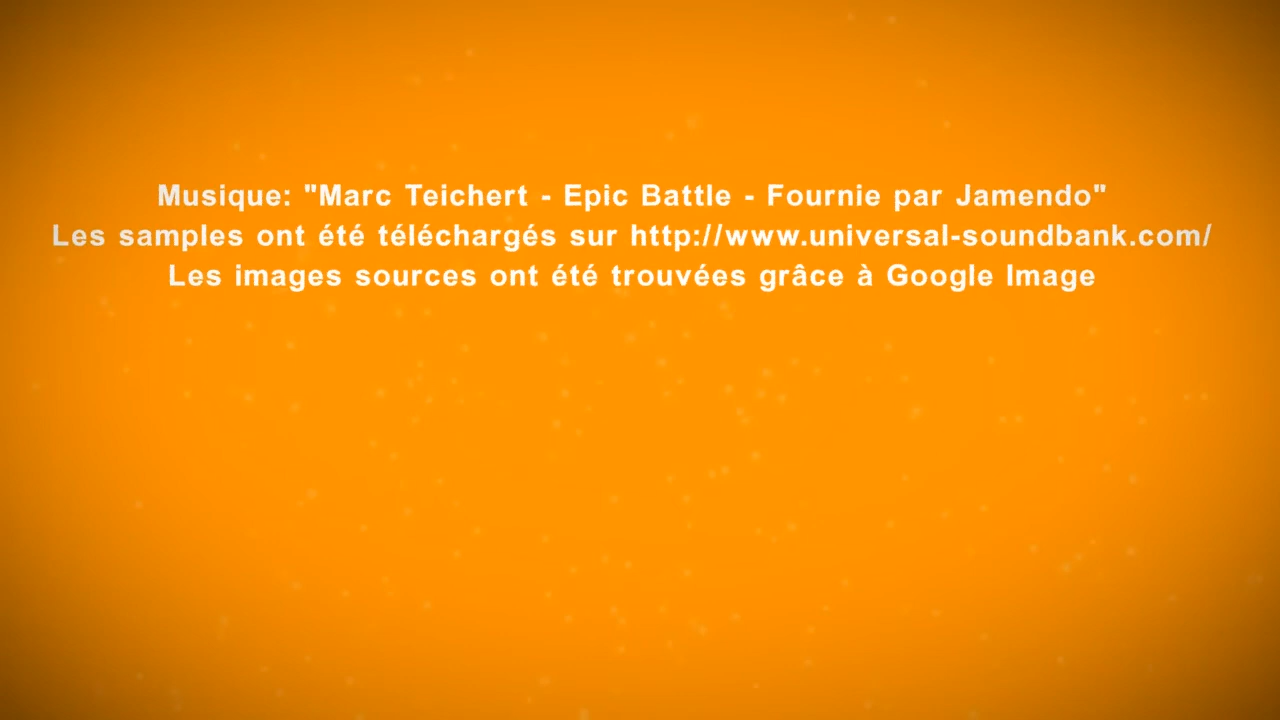 Musique: "Marc Teichert - Epic Battle - Fournie par Jamendo"
Les samples ont été téléchargés sur http://www.universal-soundbank.com/
Les images sources ont été trouvées grâce à Google Image